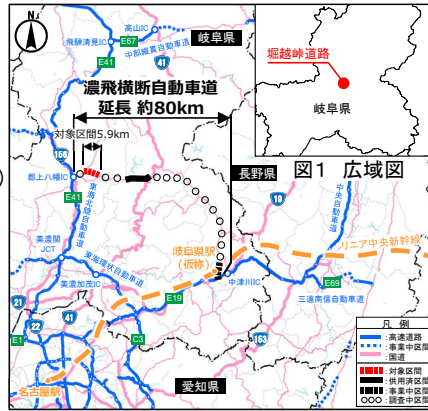 N
高山IC
E67
岐阜県
飛騨清見IC
中部縦貫自動車道
E41
41
濃飛横断自動車道
延長 約80km
対象区間5.9km
156
郡上八幡IC
E41
東海北陸自動車道
堀越峠道路
岐阜県
長野県
図1 広域図
19
中央自動車道
リニア中央新幹線
美濃関
JCT
東海環状自動車道
岐阜県駅
(仮称)
中津川IC
美濃加茂IC
E19
E69
三遠南信自動車道
21
22
41
E1
C3
153
名古屋駅
愛知県
凡 例
:高速道路
:事業中区間
:国道
:対象区間
:供用済区間
:事業中区間
:調査中区間